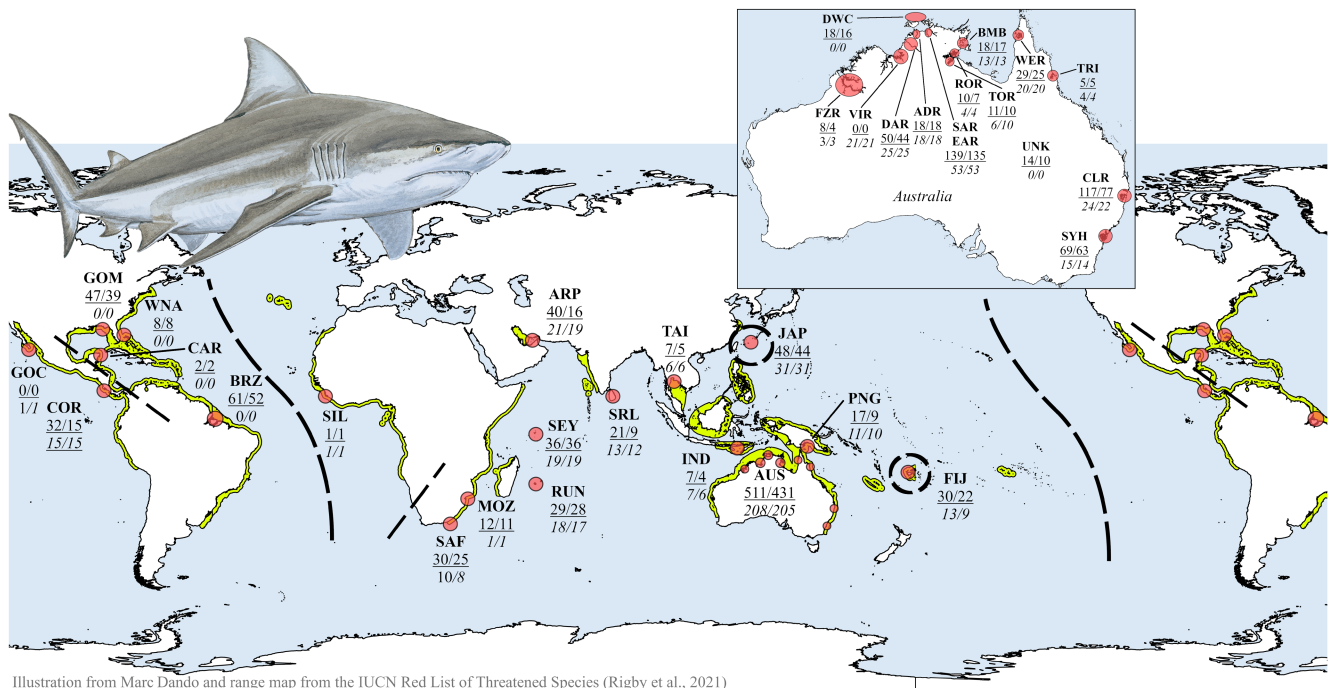 DWC
18/16
0/0
BMB
18/17
13/13
WER
29/25
20/20
TRI
5/5
4/4
ROR
10/7
4/4
TOR
11/10
6/10
FZR
8/4
3/3
VIR
0/0
21/21
DAR
50/44
25/25
ADR
18/18
18/18
SAR
EAR
139/135
53/53
UNK
14/10
0/0
CLR
117/77
24/22
Australia
SYH
69/63
15/14
GOM
47/39
0/0
WNA
8/8
0/0
CAR
2/2
0/0
GOC
0/0
1/1
COR
32/15
15/15
BRZ
61/52
0/0
SIL
1/1
1/1
ARP
40/16
21/19
SEY
36/36
19/19
RUN
29/28
18/17
MOZ
12/11
1/1
SAF
30/25
10/8
TAI
7/5
6/6
SRL
21/9
13/12
JAP
48/44
31/31
PNG
17/9
11/10
IND
7/4
7/6
AUS
511/431
208/205
FIJ
30/22
13/9
Illustration from Marc Dando and range map from the IUCN Red List of Threatened Species (Rigby et al., 2021)